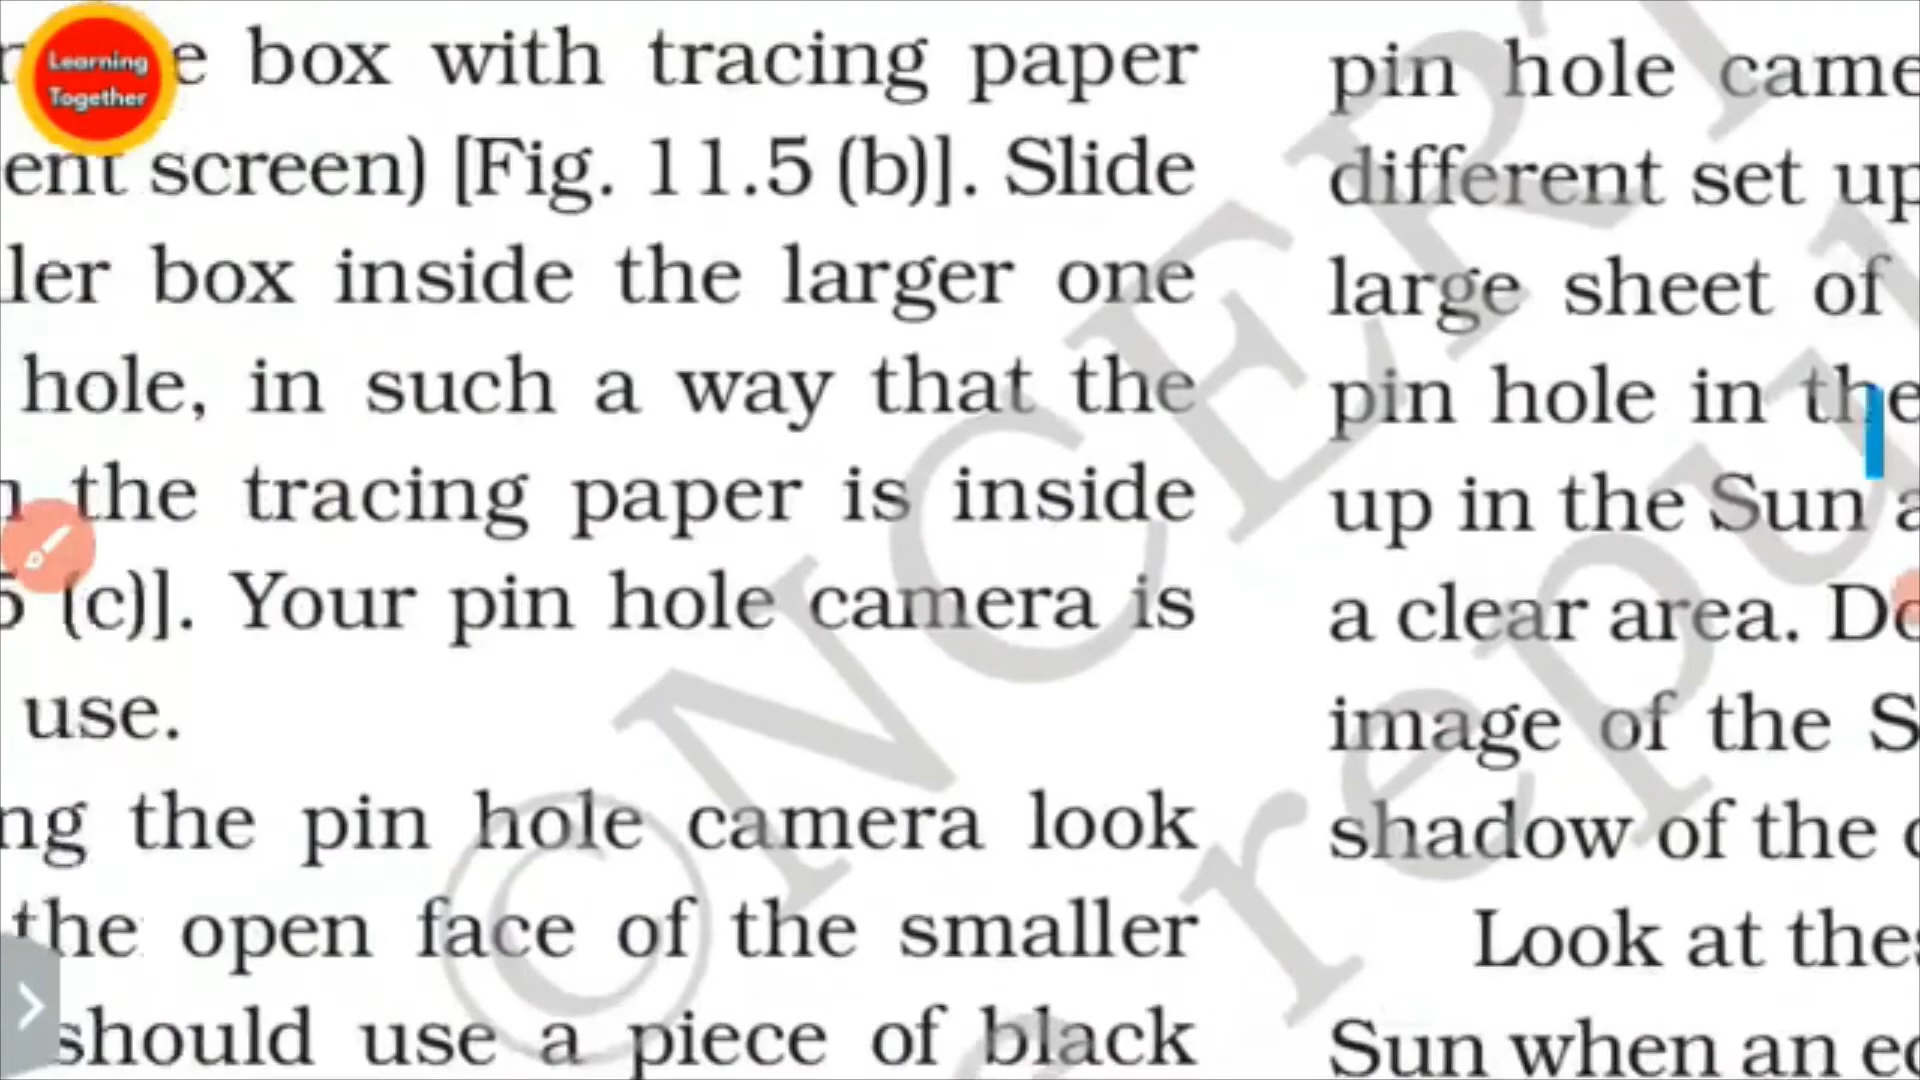 Learning
Together
e box with tracing paper
ent screen) [Fig. 11.5 (b)]. Slide
ler box inside the larger one
hole, in such a way that the
the tracing paper is inside
(c)]. Your pin hole camera is
use.
ng the pin hole camera look
the open face of the smaller
should use a piece of black
pin hole came
different set up
large sheet of
pin hole in the
up in the Sun a
a clear area. Do
image of the S
shadow of the
Look at thes
Sun when an ec
©NCERT
repu